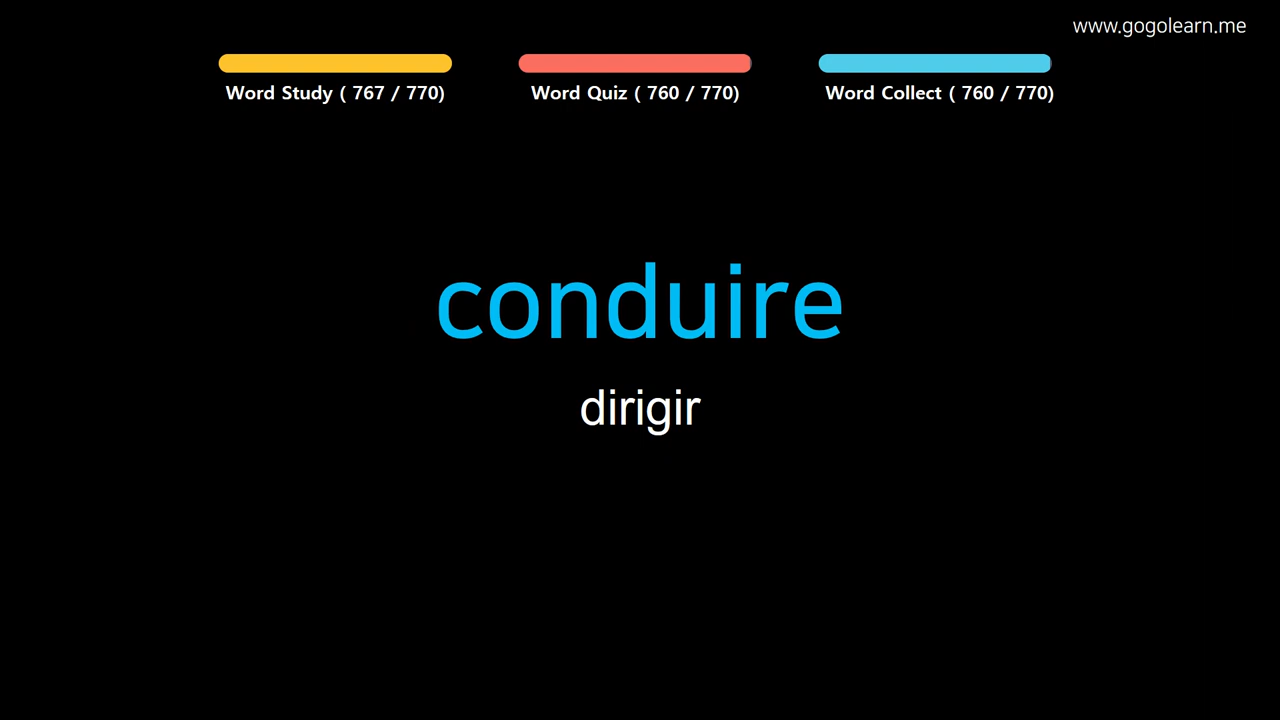 www.gogolearn.me
Word Study ( 767 / 770)
Word Quiz ( 760 / 770)
Word Collect ( 760 / 770)
conduire
dirigir